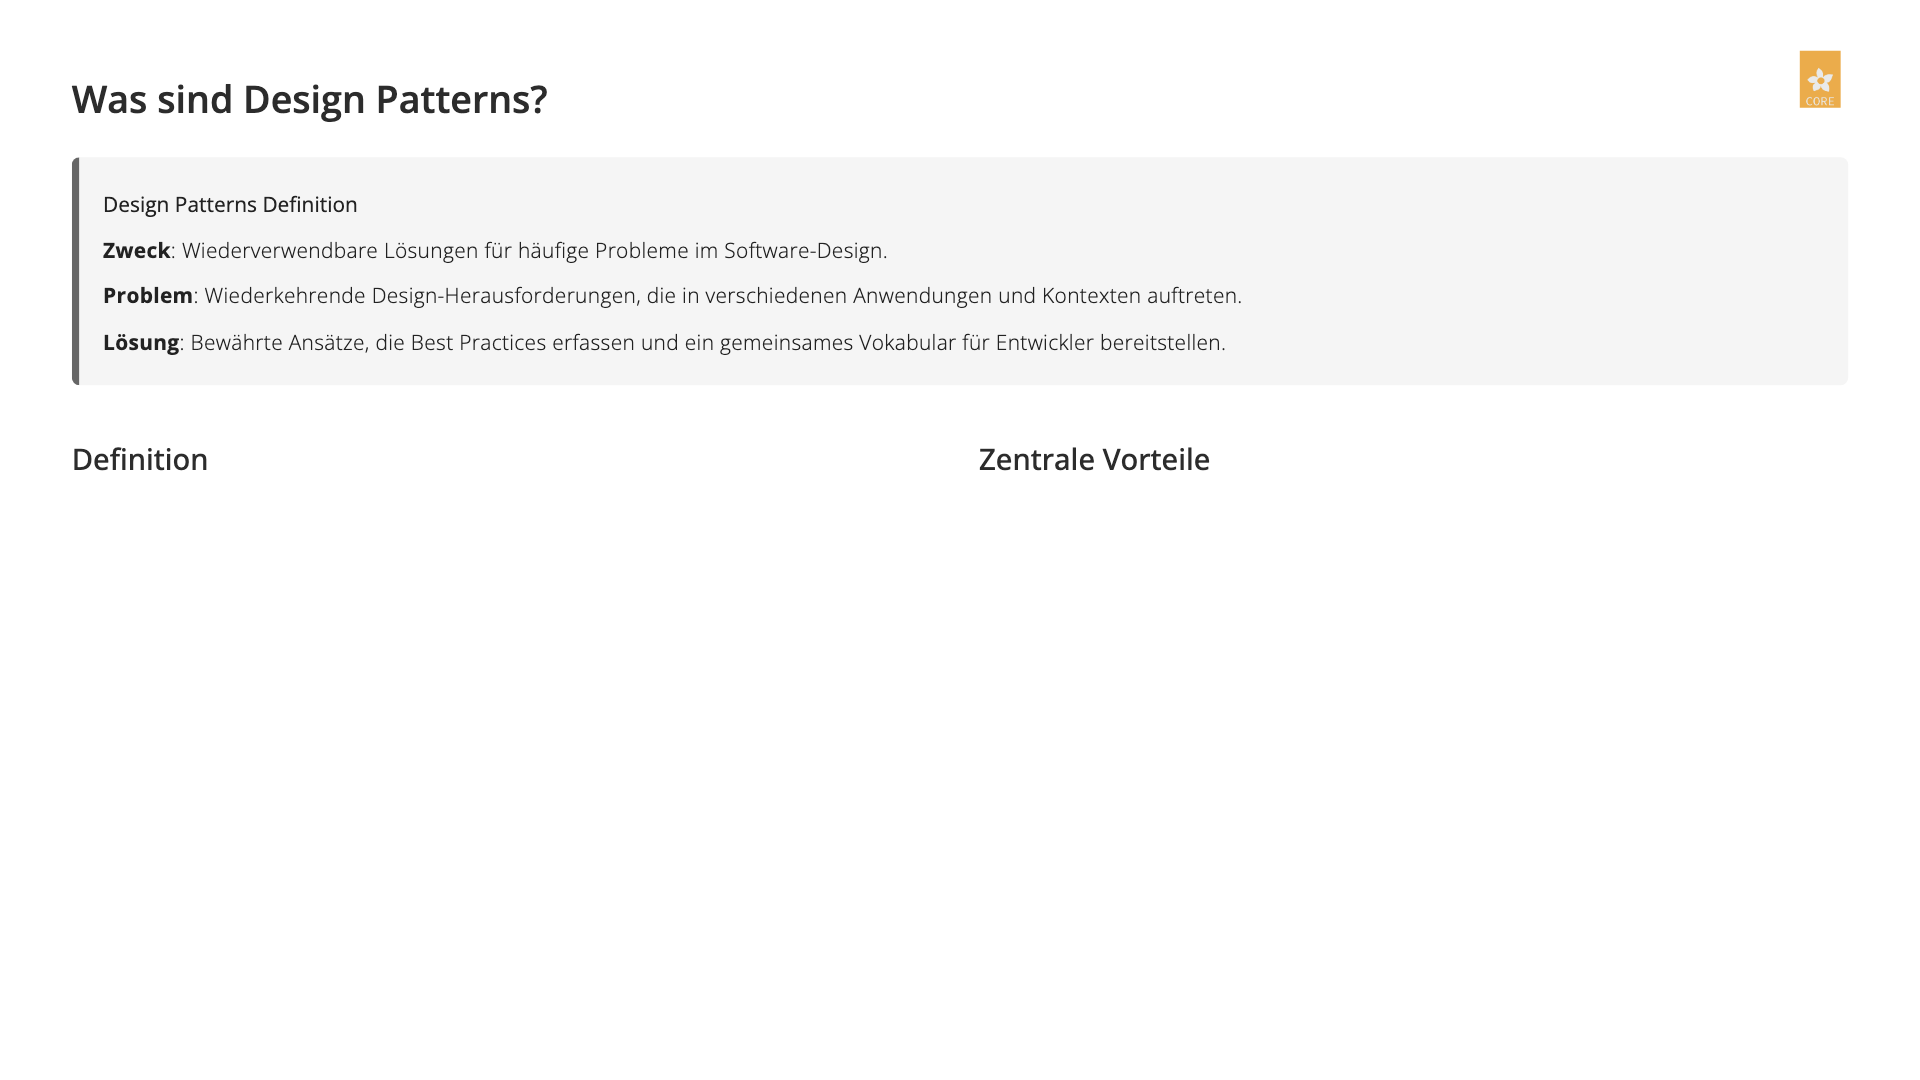 Was sind Design Patterns?
CORE
Design Patterns Definition
Zweck: Wiederverwendbare Lösungen für häufige Probleme im Software-Design.
Problem: Wiederkehrende Design-Herausforderungen, die in verschiedenen Anwendungen und Kontexten auftreten.
Lösung: Bewährte Ansätze, die Best Practices erfassen und ein gemeinsames Vokabular für Entwickler bereitstellen.
Definition
Zentrale Vorteile